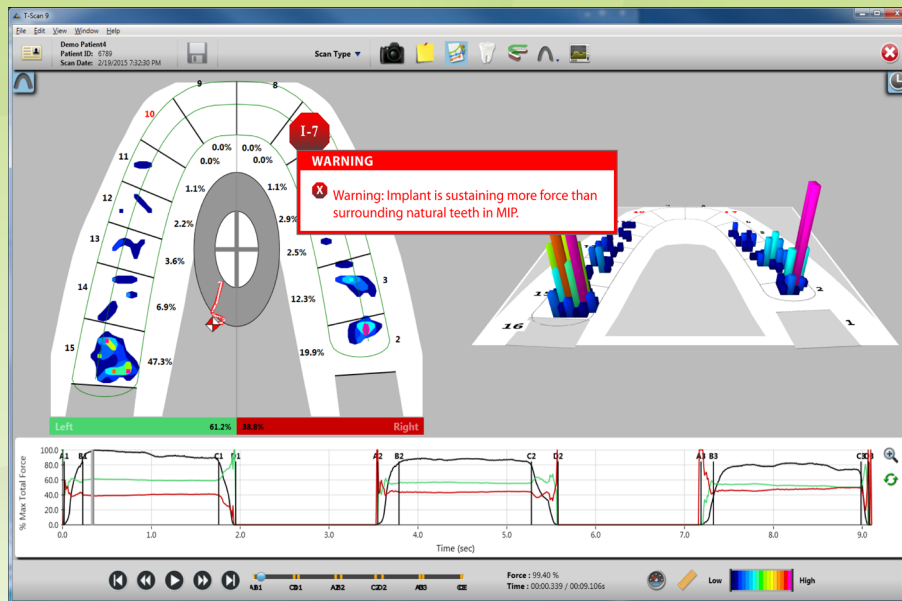 T-Scan 9
File Edit View Window Help
Demo Patient4
Patient ID: 6789
Scan Date: 2/19/2015 7:32:30 PM
Scan Type
9 8
10
11
12
13
14
15
I-7
WARNING
Warning: Implant is sustaining more force than
surrounding natural teeth in MIP.
0.0% 0.0%
0.0% 0.0%
1.1% 1.1%
2.2% 2.9%
3.6% 2.5%
6.9% 12.3%
47.3% 19.9%
3
2
16 2 1
Left 61.2% 38.8% Right
% Max Total Force
100.0
80.0
60.0
40.0
20.0
0.0
A1 B1 C1 D1 A2 B2 C2 D2 A3 B3 C3 D3
0.0 1.0 2.0 3.0 4.0 5.0 6.0 7.0 8.0 9.0
Time (sec)
Force : 99.40 %
Time : 00:00.339 / 00:09.106s
Low High